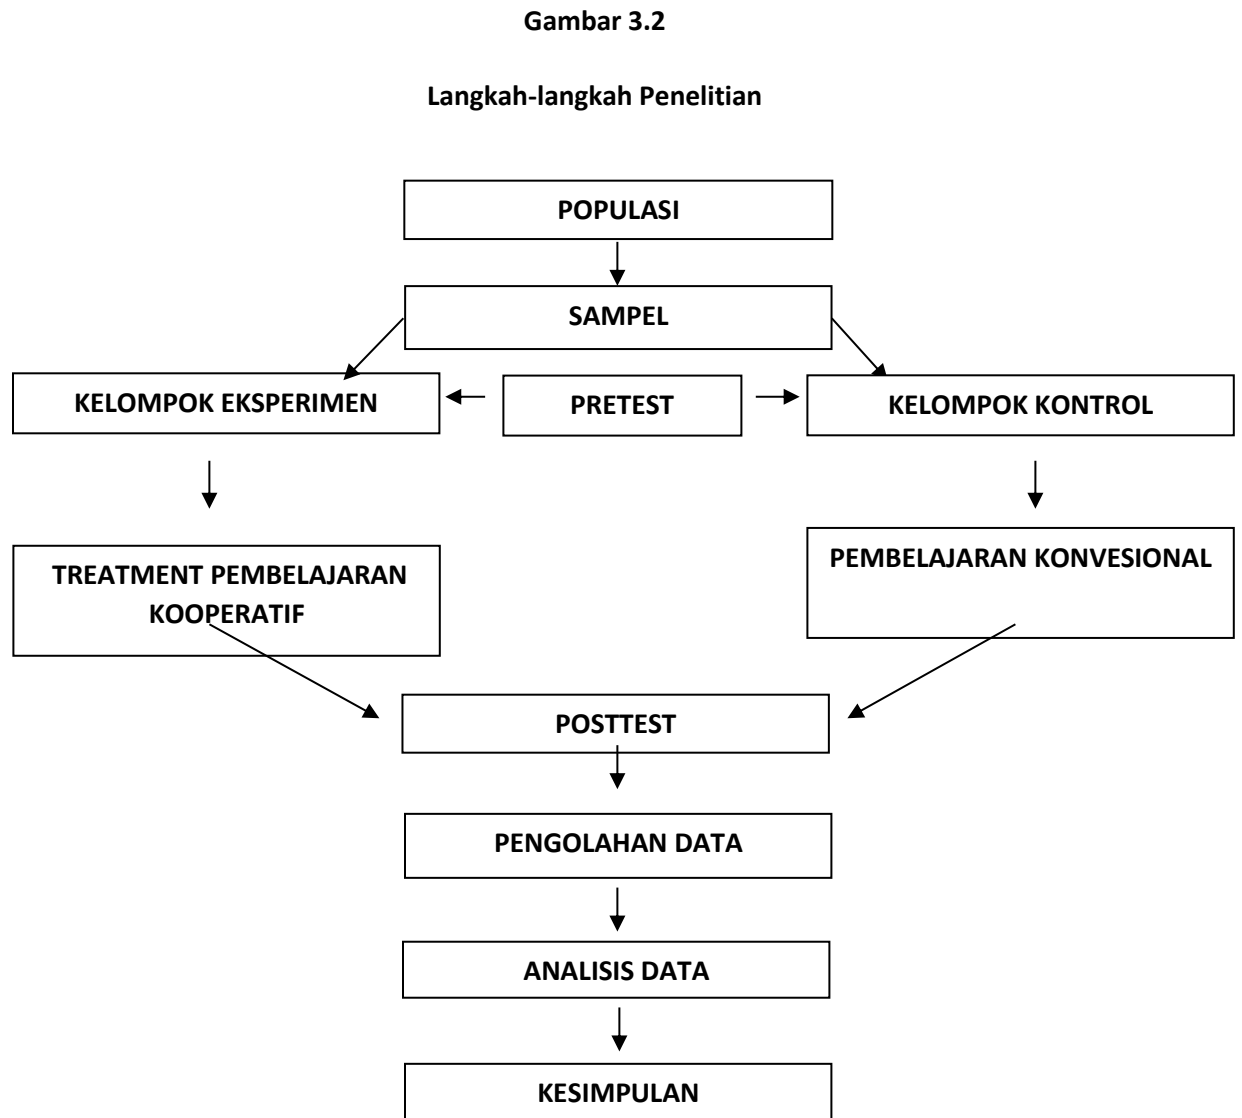 Gambar 3.2
Langkah-langkah Penelitian
POPULASI
SAMPEL
KELOMPOK EKSPERIMEN
PRETEST
KELOMPOK KONTROL
TREATMENT PEMBELAJARAN
KOOPERATIF
PEMBELAJARAN KONVESIONAL
POSTTEST
PENGOLAHAN DATA
ANALISIS DATA
KESIMPULAN